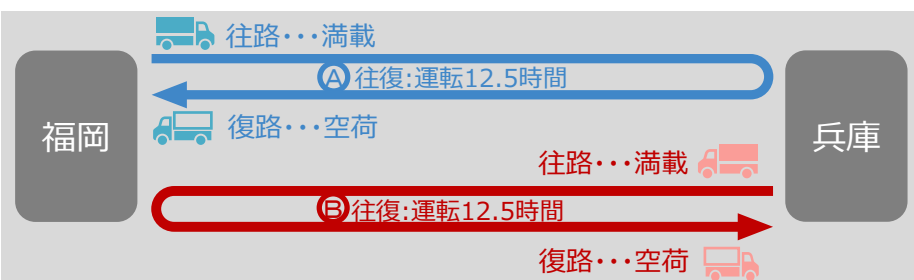 往路・・・満載
Ⓐ往復:運転12.5時間
福岡
復路・・・空荷
兵庫
往路・・・満載
Ⓑ往復:運転12.5時間
復路・・・空荷